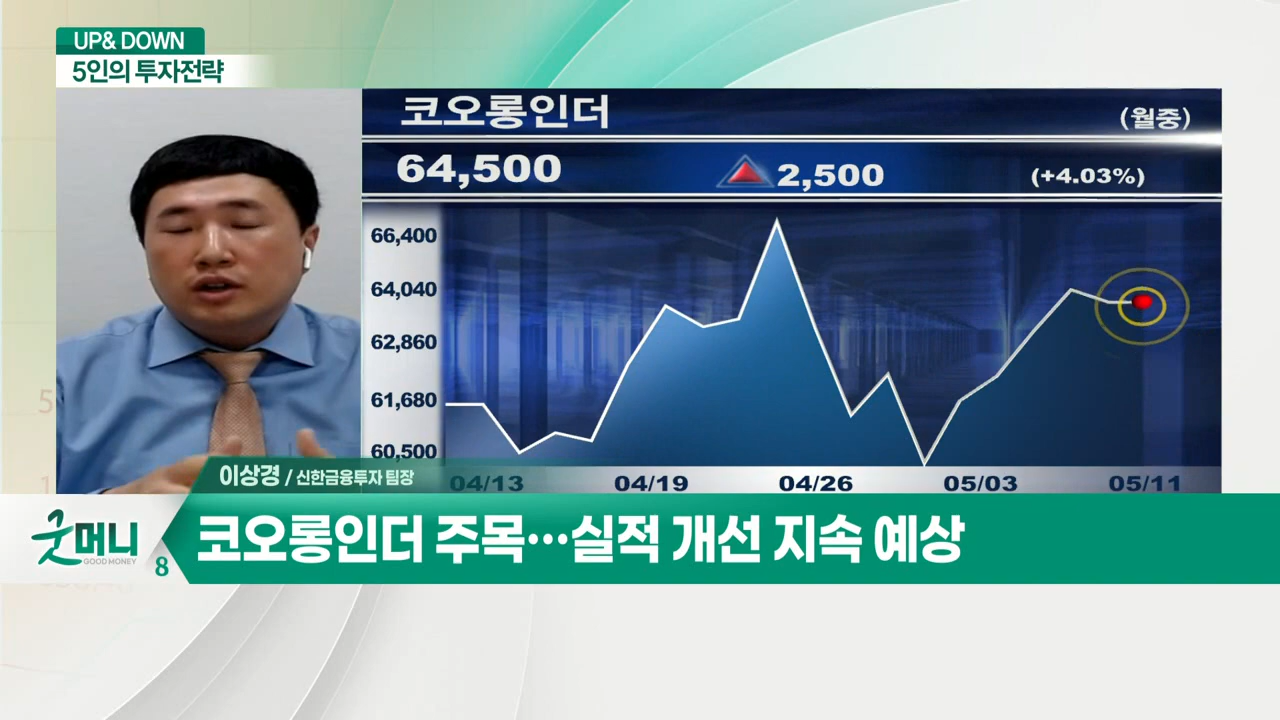 UP& DOWN
5인의 투자전략
코오롱인더
(월중)
64,500 ▲ 2,500 (+4.03%)
66,400
64,040
62,860
61,680
60,500
04/13 04/19 04/26 05/03 05/11
이상경 / 신한금융투자 팀장
굿머니
GOOD MONEY
8
코오롱인더 주목…실적 개선 지속 예상